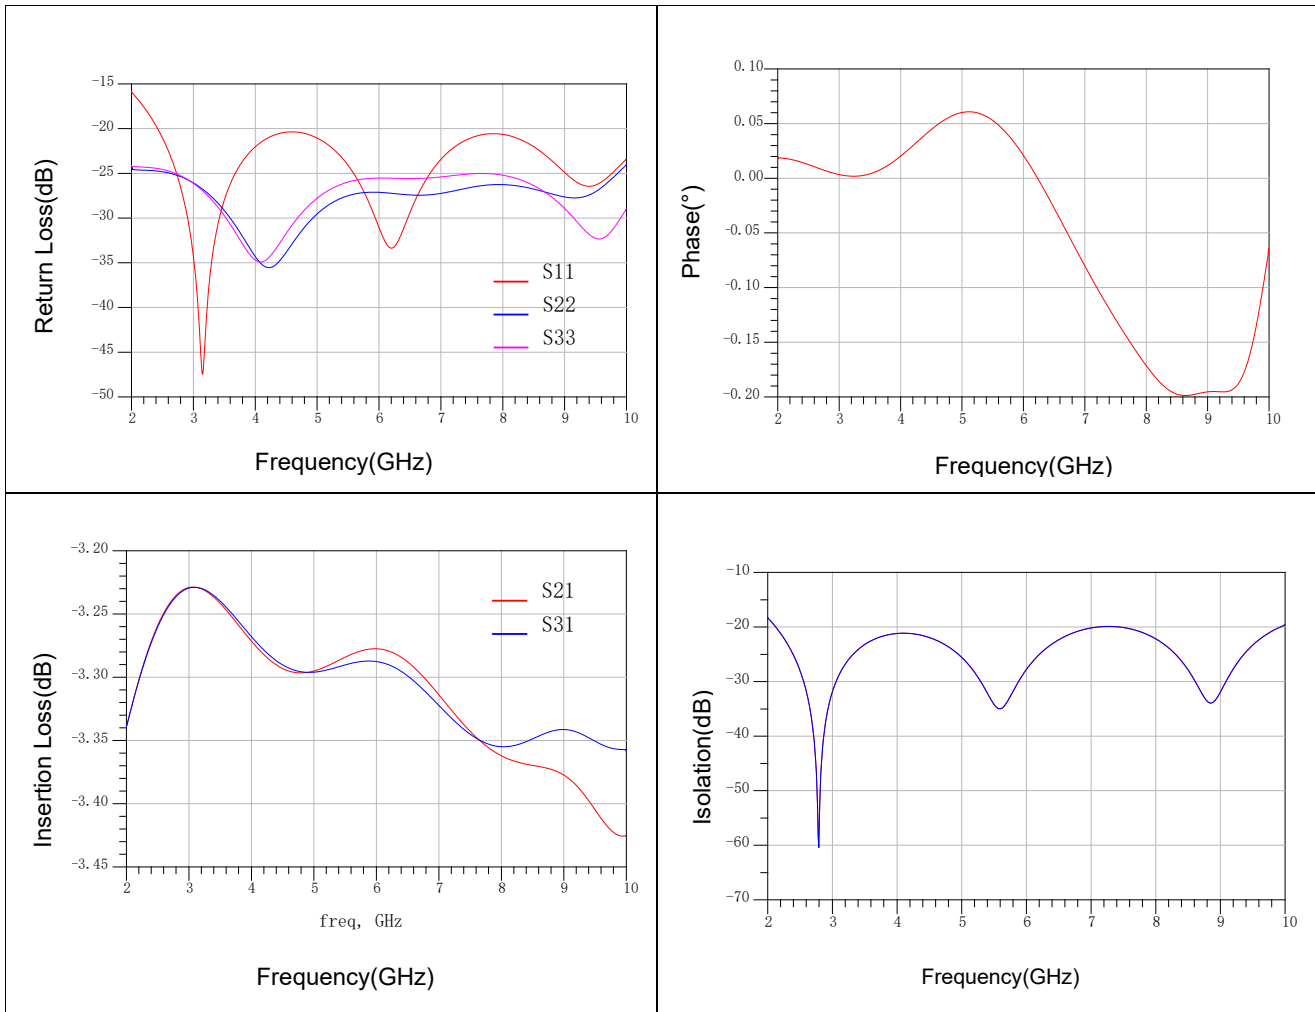 -15
-20
-25
-30
-35
-40
-45
-50
Return Loss(dB)
S11
S22
S33
2 3 4 5 6 7 8 9 10
Frequency(GHz)
0.10
0.05
0.00
-0.05
-0.10
-0.15
-0.20
Phase(°)
2 3 4 5 6 7 8 9 10
Frequency(GHz)
-3.20
-3.25
-3.30
-3.35
-3.40
-3.45
Insertion Loss(dB)
S21
S31
2 3 4 5 6 7 8 9 10
freq, GHz
Frequency(GHz)
-10
-20
-30
-40
-50
-60
-70
Isolation(dB)
2 3 4 5 6 7 8 9 10
Frequency(GHz)